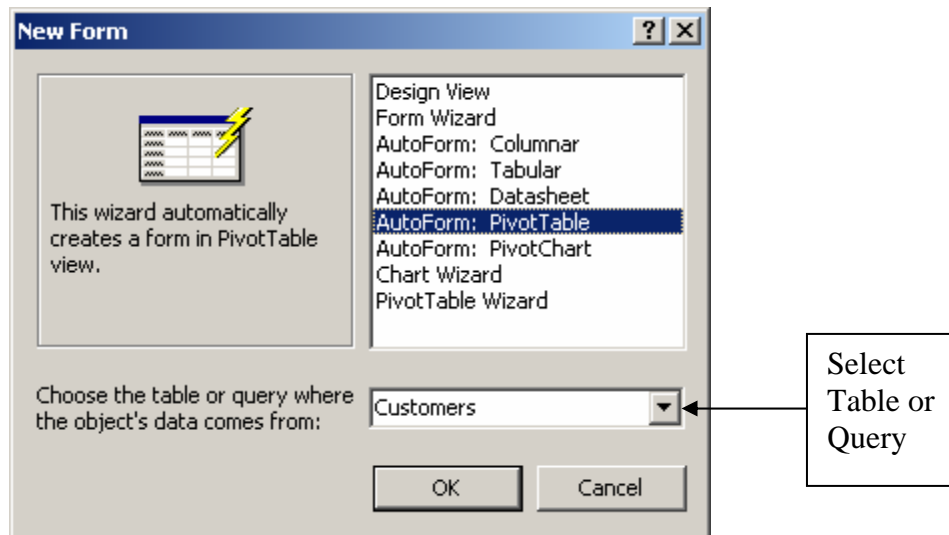 New Form
Design View
Form Wizard
AutoForm: Columnar
AutoForm: Tabular
AutoForm: Datasheet
AutoForm: PivotTable
AutoForm: PivotChart
Chart Wizard
PivotTable Wizard
This wizard automatically
creates a form in PivotTable
view.
Choose the table or query where
the object's data comes from:
Customers
Select
Table or
Query
OK
Cancel